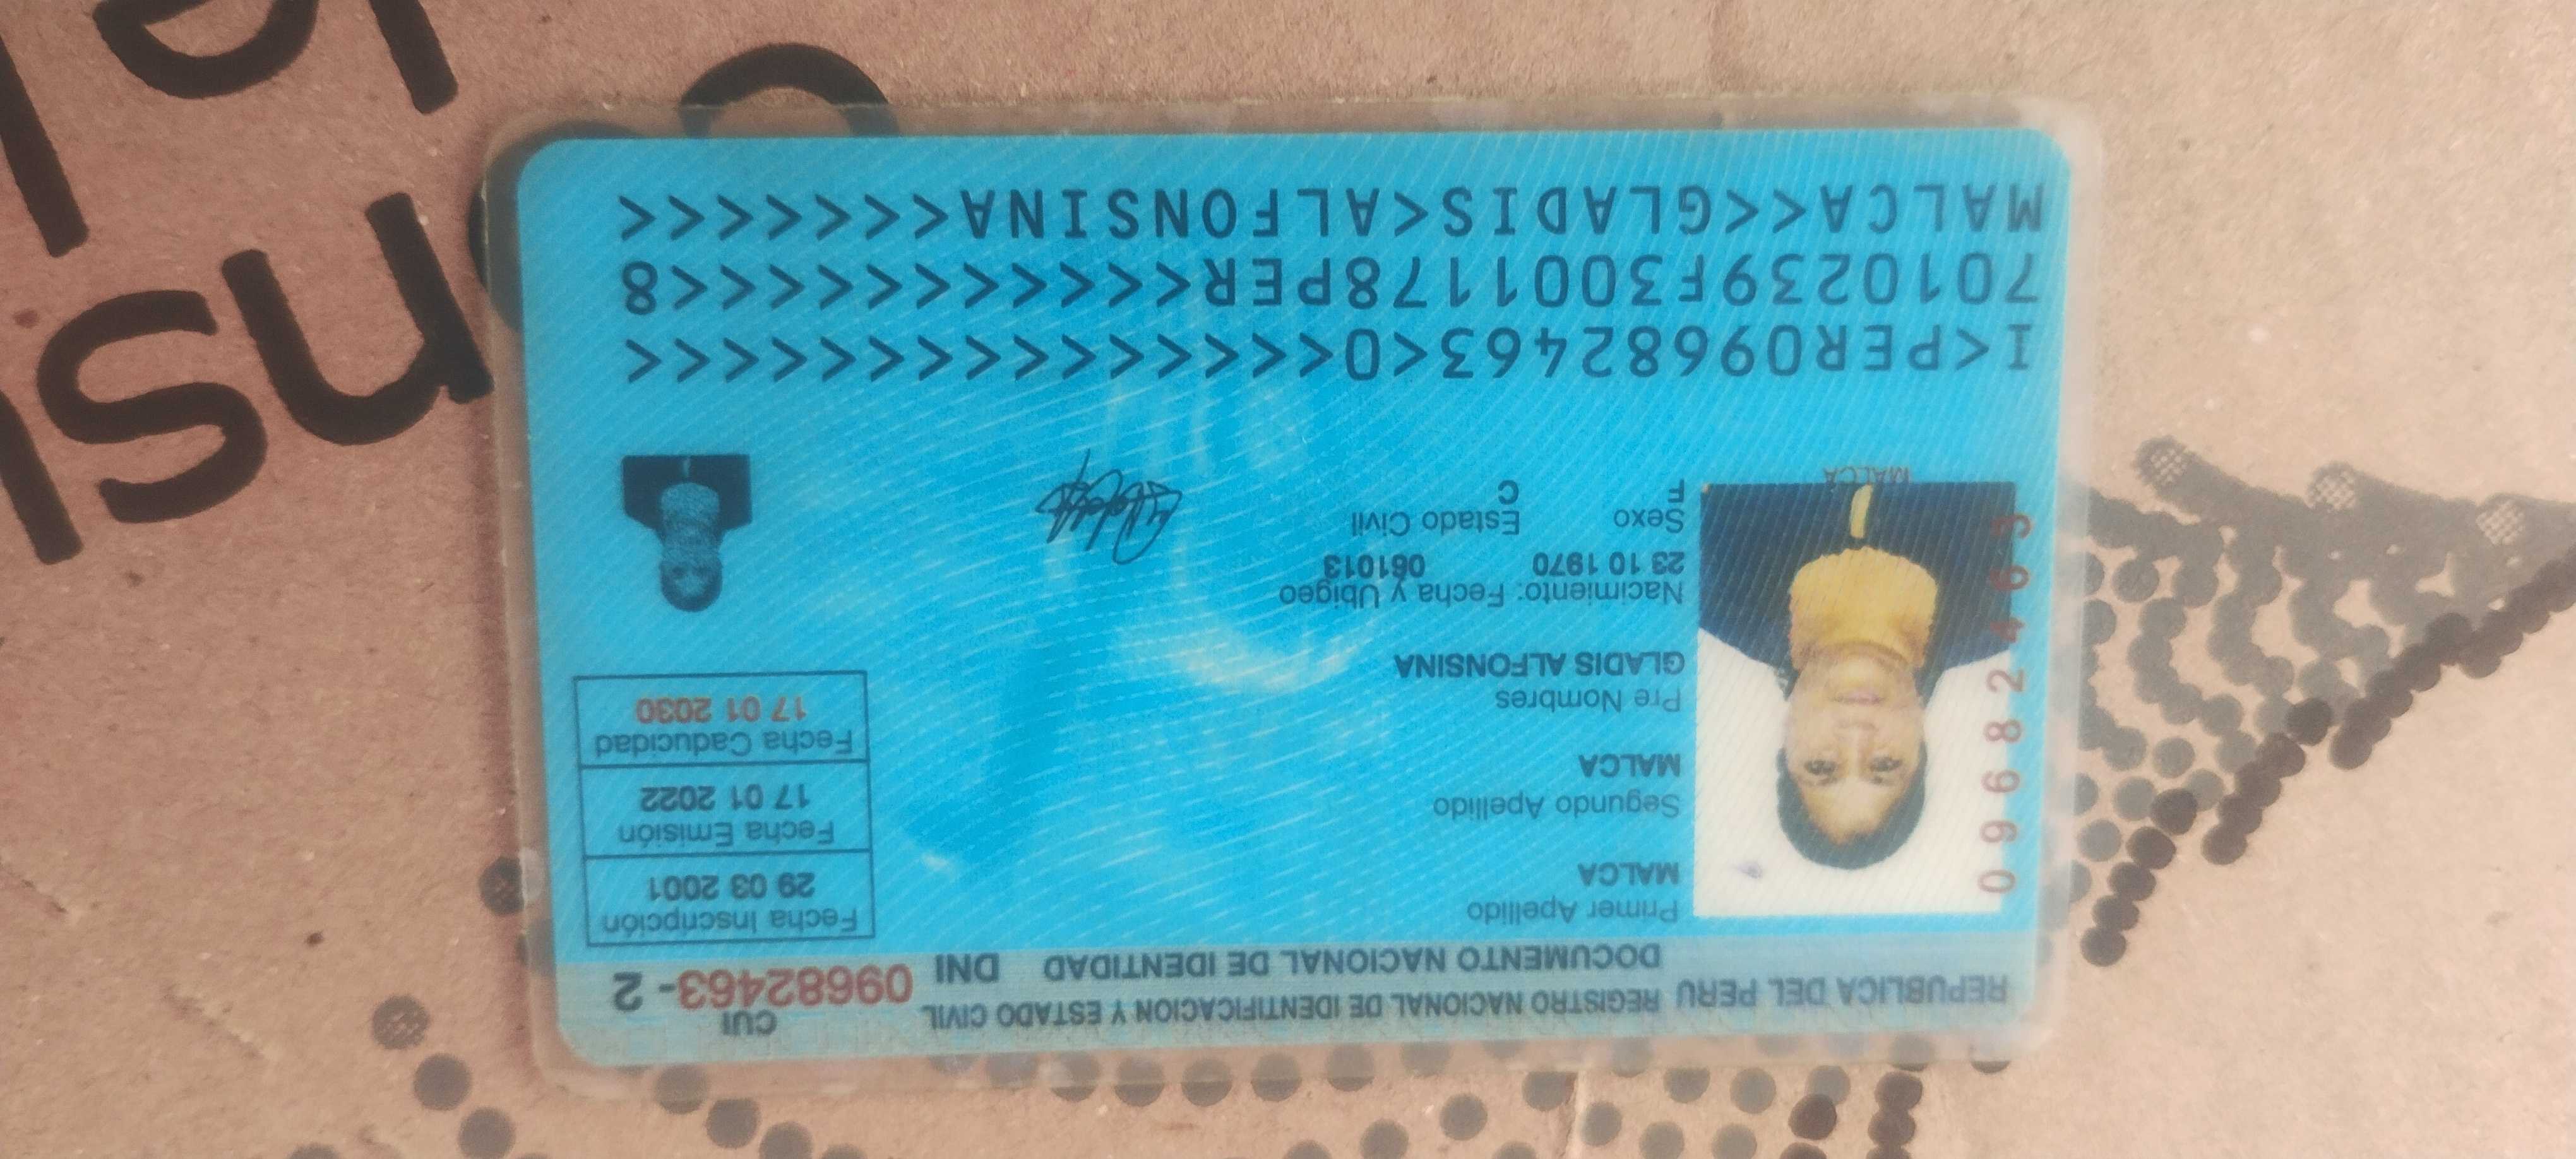 REPUBLICA DEL PERU REGISTRO NACIONAL DE IDENTIFICACION Y ESTADO CIVIL
DOCUMENTO NACIONAL DE IDENTIDAD DNI
CUI
09682463-2
Primer Apellido
MALCA
Segundo Apellido
MALCA
Pre Nombres
GLADIS ALFONSINA
Nacimiento: Fecha y Ubigeo
23 10 1970 061013
Sexo Estado Civil
F C
Fecha Inscripción
29 03 2001
Fecha Emisión
17 01 2022
Fecha Caducidad
17 01 2030
09682463
MALCA
I<PER09682463<0<<<<<<<<<<<<<<<
7010239F3001178PER<<<<<<<<<<<8
MALCA<<GLADIS<ALFONSINA<<<<<<<